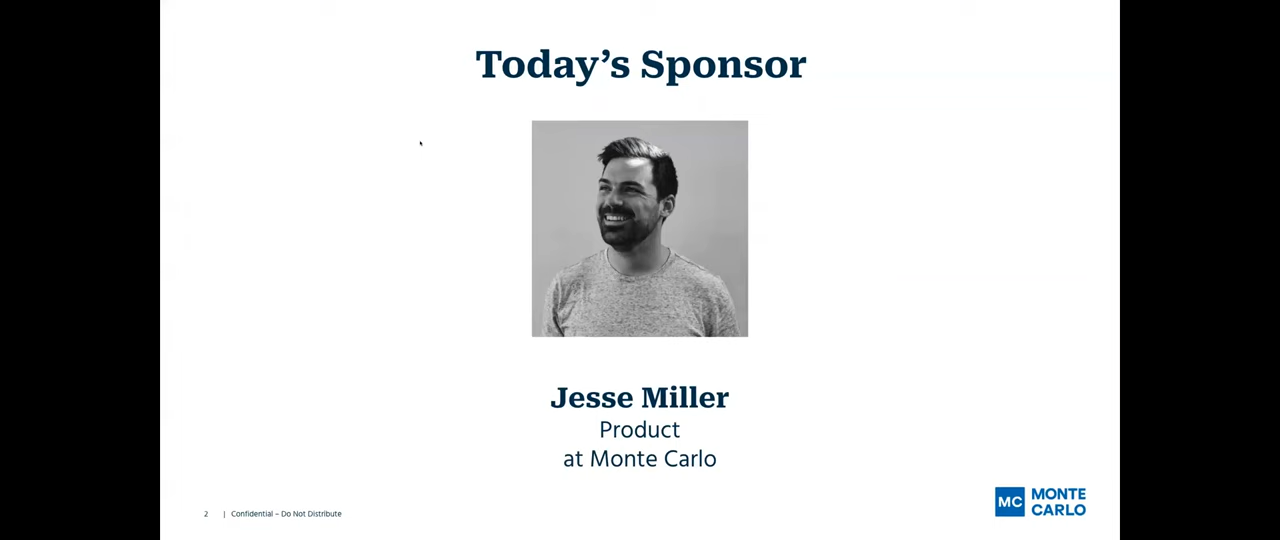 Today’s Sponsor
Jesse Miller
Product
at Monte Carlo
2 | Confidential – Do Not Distribute
MC MONTE
CARLO